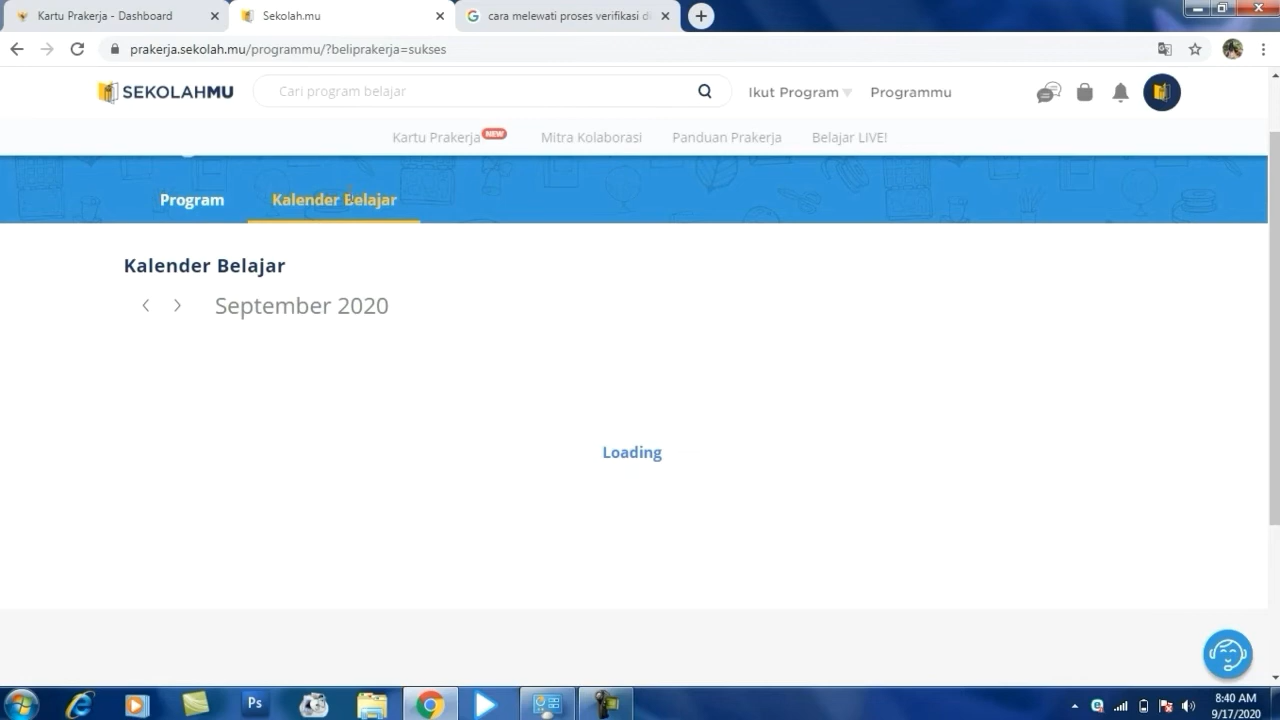 Kartu Prakerja - Dashboard
Sekolah.mu
cara melewati proses verifikasi d
prakerja.sekolah.mu/programmu/?beliprakerja=sukses
SEKOLAHMU
Cari program belajar
Ikut Program
Programmu
Kartu Prakerja NEW
Mitra Kolaborasi
Panduan Prakerja
Belajar LIVE!
Program
Kalender Belajar
Kalender Belajar
September 2020
Loading
Ps
8:40 AM
9/17/2020